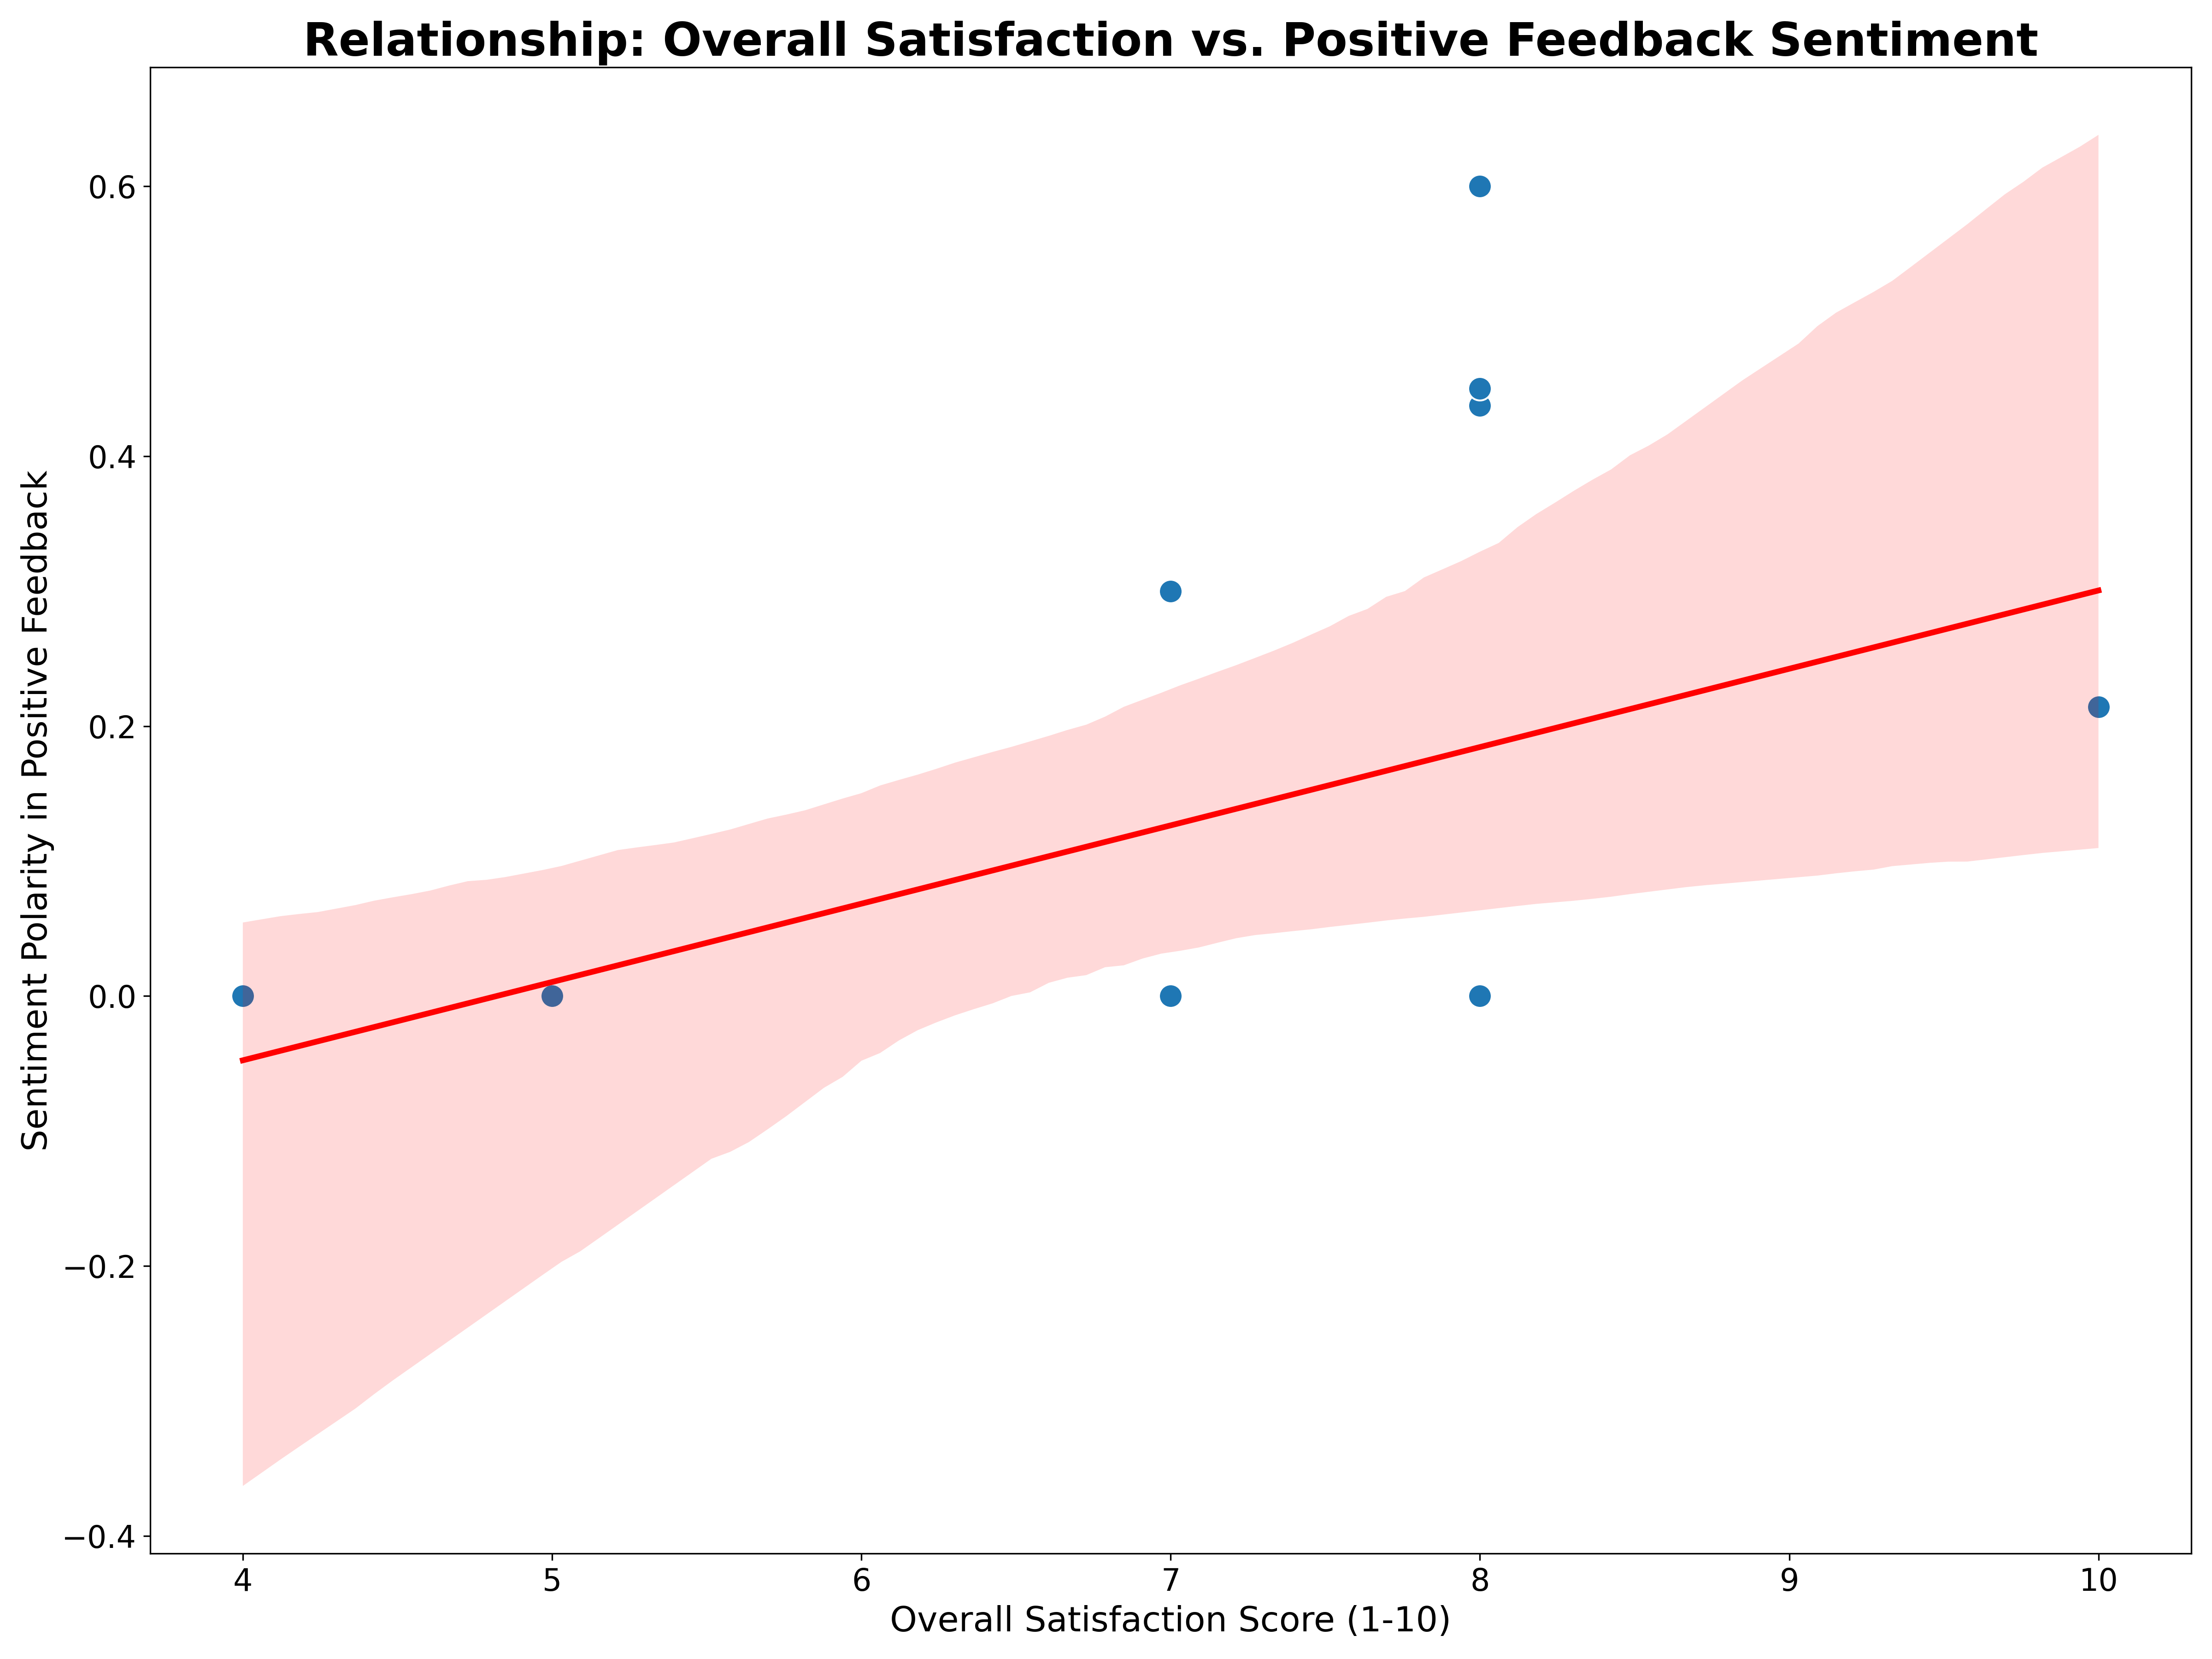 Relationship: Overall Satisfaction vs. Positive Feedback Sentiment
Sentiment Polarity in Positive Feedback
0.6
0.4
0.2
0.0
−0.2
−0.4
4 5 6 7 8 9 10
Overall Satisfaction Score (1-10)